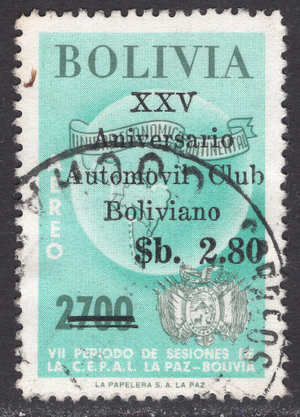 BOLIVIA
XXV
Aniversario
Automovil Club
Boliviano
$b. 2.80
AEREO
2700
VII PERIODO DE SESIONES DE
LA C.E.P.A.L. LA PAZ-BOLIVIA
LA PAPELERA S. A. LA PAZ